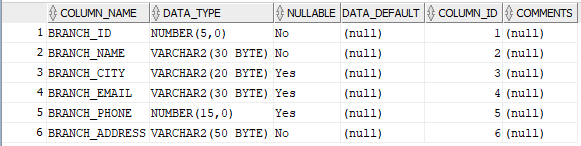 COLUMN_NAME DATA_TYPE NULLABLE DATA_DEFAULT COLUMN_ID COMMENTS
1 BRANCH_ID NUMBER(5,0) No (null) 1 (null)
2 BRANCH_NAME VARCHAR2(30 BYTE) No (null) 2 (null)
3 BRANCH_CITY VARCHAR2(20 BYTE) Yes (null) 3 (null)
4 BRANCH_EMAIL VARCHAR2(30 BYTE) Yes (null) 4 (null)
5 BRANCH_PHONE NUMBER(15,0) Yes (null) 5 (null)
6 BRANCH_ADDRESS VARCHAR2(50 BYTE) No (null) 6 (null)